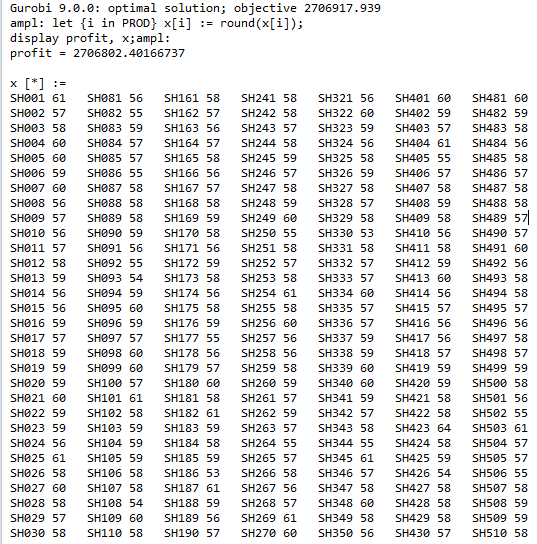 Gurobi 9.0.0: optimal solution; objective 2706917.939
ampl: let {i in PROD} x[i] := round(x[i]);
display profit, x;ampl:
profit = 2706802.40166737
x [*] :=
SH001 61 SH081 56 SH161 58 SH241 58 SH321 56 SH401 60 SH481 60
SH002 57 SH082 55 SH162 57 SH242 58 SH322 60 SH402 59 SH482 59
SH003 58 SH083 59 SH163 56 SH243 57 SH323 59 SH403 57 SH483 58
SH004 60 SH084 57 SH164 57 SH244 58 SH324 56 SH404 61 SH484 56
SH005 60 SH085 57 SH165 58 SH245 59 SH325 58 SH405 55 SH485 58
SH006 59 SH086 55 SH166 56 SH246 57 SH326 59 SH406 57 SH486 57
SH007 60 SH087 58 SH167 57 SH247 58 SH327 58 SH407 58 SH487 58
SH008 56 SH088 58 SH168 58 SH248 59 SH328 57 SH408 59 SH488 58
SH009 57 SH089 58 SH169 59 SH249 60 SH329 58 SH409 58 SH489 57
SH010 56 SH090 59 SH170 58 SH250 55 SH330 53 SH410 56 SH490 57
SH011 57 SH091 56 SH171 56 SH251 58 SH331 58 SH411 58 SH491 60
SH012 58 SH092 55 SH172 59 SH252 57 SH332 57 SH412 59 SH492 56
SH013 59 SH093 54 SH173 58 SH253 58 SH333 57 SH413 60 SH493 58
SH014 56 SH094 59 SH174 56 SH254 61 SH334 60 SH414 56 SH494 58
SH015 56 SH095 60 SH175 58 SH255 58 SH335 57 SH415 57 SH495 57
SH016 59 SH096 59 SH176 59 SH256 60 SH336 57 SH416 56 SH496 56
SH017 57 SH097 57 SH177 55 SH257 56 SH337 59 SH417 56 SH497 58
SH018 59 SH098 60 SH178 56 SH258 56 SH338 59 SH418 57 SH498 57
SH019 59 SH099 60 SH179 57 SH259 58 SH339 60 SH419 59 SH499 59
SH020 59 SH100 57 SH180 60 SH260 59 SH340 60 SH420 59 SH500 58
SH021 60 SH101 61 SH181 58 SH261 57 SH341 59 SH421 58 SH501 56
SH022 59 SH102 58 SH182 61 SH262 59 SH342 57 SH422 58 SH502 55
SH023 59 SH103 59 SH183 59 SH263 57 SH343 58 SH423 64 SH503 61
SH024 56 SH104 59 SH184 58 SH264 55 SH344 55 SH424 58 SH504 57
SH025 61 SH105 59 SH185 59 SH265 57 SH345 61 SH425 59 SH505 57
SH026 58 SH106 58 SH186 53 SH266 58 SH346 57 SH426 54 SH506 55
SH027 60 SH107 58 SH187 61 SH267 56 SH347 58 SH427 58 SH507 58
SH028 58 SH108 54 SH188 59 SH268 57 SH348 60 SH428 58 SH508 59
SH029 57 SH109 60 SH189 56 SH269 61 SH349 58 SH429 58 SH509 59
SH030 58 SH110 58 SH190 57 SH270 60 SH350 56 SH430 57 SH510 58